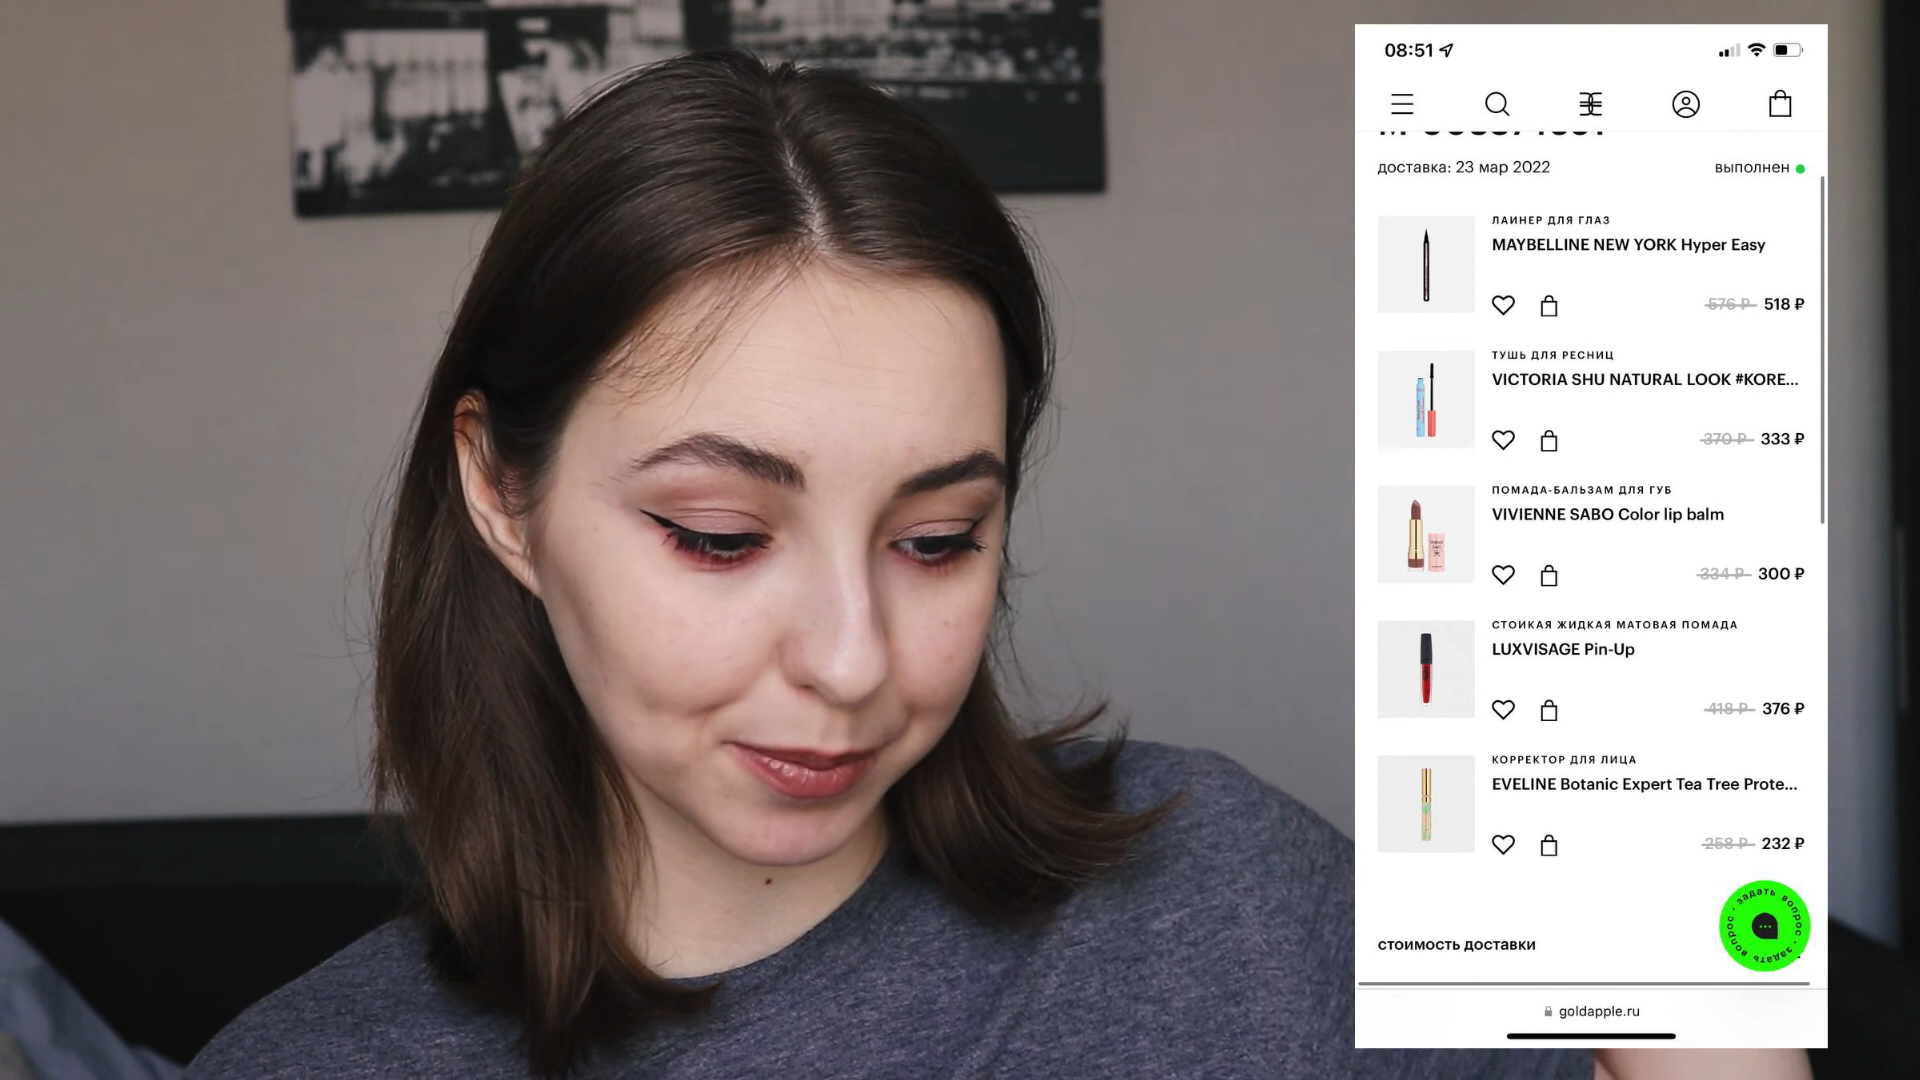 08:51
доставка: 23 мар 2022
выполнен
ЛАЙНЕР ДЛЯ ГЛАЗ
MAYBELLINE NEW YORK Hyper Easy
576 ₽ 518 ₽
ТУШЬ ДЛЯ РЕСНИЦ
VICTORIA SHU NATURAL LOOK #KORE...
370 ₽ 333 ₽
ПОМАДА-БАЛЬЗАМ ДЛЯ ГУБ
VIVIENNE SABO Color lip balm
334 ₽ 300 ₽
СТОЙКАЯ ЖИДКАЯ МАТОВАЯ ПОМАДА
LUXVISAGE Pin-Up
418 ₽ 376 ₽
КОРРЕКТОР ДЛЯ ЛИЦА
EVELINE Botanic Expert Tea Tree Prote...
258 ₽ 232 ₽
задать вопрос · задать вопрос ·
стоимость доставки
goldapple.ru